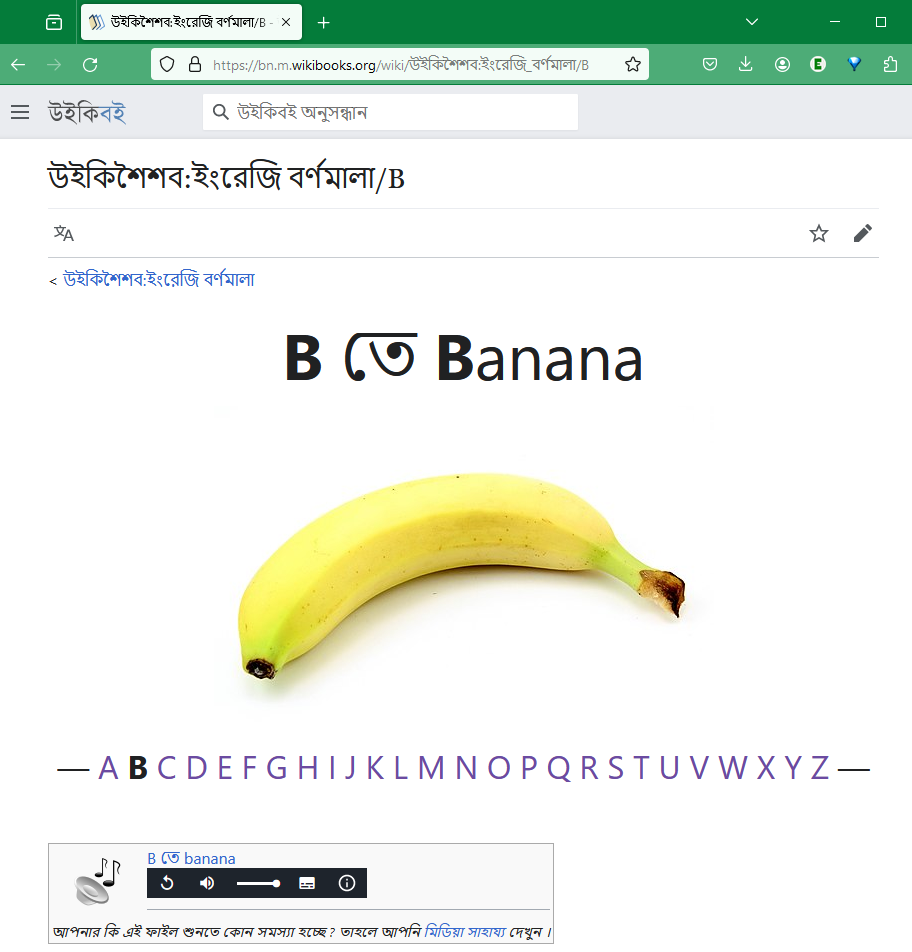 উইকিশৈশব:ইংরেজি বর্ণমালা/B -
https://bn.m.wikibooks.org/wiki/উইকিশৈশব:ইংরেজি_বর্ণমালা/B
উইকিবই
উইকিবই অনুসন্ধান
উইকিশৈশব:ইংরেজি বর্ণমালা/B
< উইকিশৈশব:ইংরেজি বর্ণমালা
B তে Banana
— A B C D E F G H I J K L M N O P Q R S T U V W X Y Z —
B তে banana
আপনার কি এই ফাইল শুনতে কোন সমস্যা হচ্ছে? তাহলে আপনি মিডিয়া সাহায্য দেখুন।